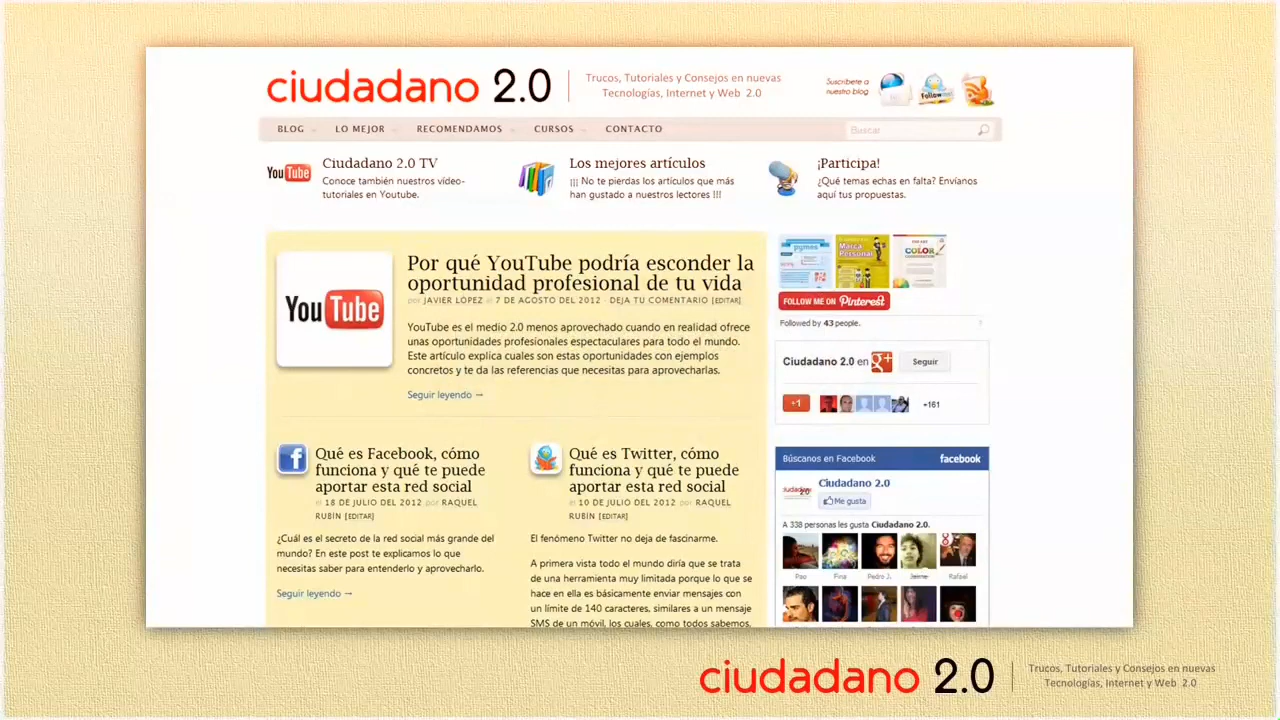 ciudadano 2.0
Trucos, Tutoriales y Consejos en nuevas
Tecnologías, Internet y Web 2.0
Suscríbete a
nuestro blog
Follow me!
BLOG
LO MEJOR
RECOMENDAMOS
CURSOS
CONTACTO
Buscar
YouTube
Ciudadano 2.0 TV
Conoce también nuestros vídeo-
tutoriales en Youtube.
Los mejores artículos
¡¡¡ No te pierdas los artículos que más
han gustado a nuestros lectores !!!
¡Participa!
¿Qué temas echas en falta? Envíanos
aquí tus propuestas.
YouTube
Por qué YouTube podría esconder la
oportunidad profesional de tu vida
por JAVIER LÓPEZ el 7 DE AGOSTO DEL 2012 · DEJA TU COMENTARIO [EDITAR]
YouTube es el medio 2.0 menos aprovechado cuando en realidad ofrece
unas oportunidades profesionales espectaculares para todo el mundo.
Este artículo explica cuales son estas oportunidades con ejemplos
concretos y te da las referencias que necesitas para aprovecharlas.
Seguir leyendo →
Qué es Facebook, cómo
funciona y qué te puede
aportar esta red social
el 18 DE JULIO DEL 2012 por RAQUEL
RUBÍN [EDITAR]
¿Cuál es el secreto de la red social más grande del
mundo? En este post te explicamos lo que
necesitas saber para entenderlo y aprovecharlo.
Seguir leyendo →
Qué es Twitter, cómo
funciona y qué te puede
aportar esta red social
el 10 DE JULIO DEL 2012 por RAQUEL
RUBÍN [EDITAR]
El fenómeno Twitter no deja de fascinarme.
A primera vista todo el mundo diría que se trata
de una herramienta muy limitada porque lo que se
hace en ella es básicamente enviar mensajes con
un límite de 140 caracteres, similares a un mensaje
SMS de un móvil, los cuales, como todos sabemos,
pymes
Marca
Personal
COLOR
FOLLOW ME ON Pinterest
Followed by 43 people.
Ciudadano 2.0 en g+ Seguir
+1
+161
Búscanos en Facebook
facebook
ciudadano 2.0
Ciudadano 2.0
Me gusta
A 338 personas les gusta Ciudadano 2.0.
Pau
Fina
Pedro J.
Jaime
Rafael
ciudadano 2.0
Trucos, Tutoriales y Consejos en nuevas
Tecnologías, Internet y Web 2.0